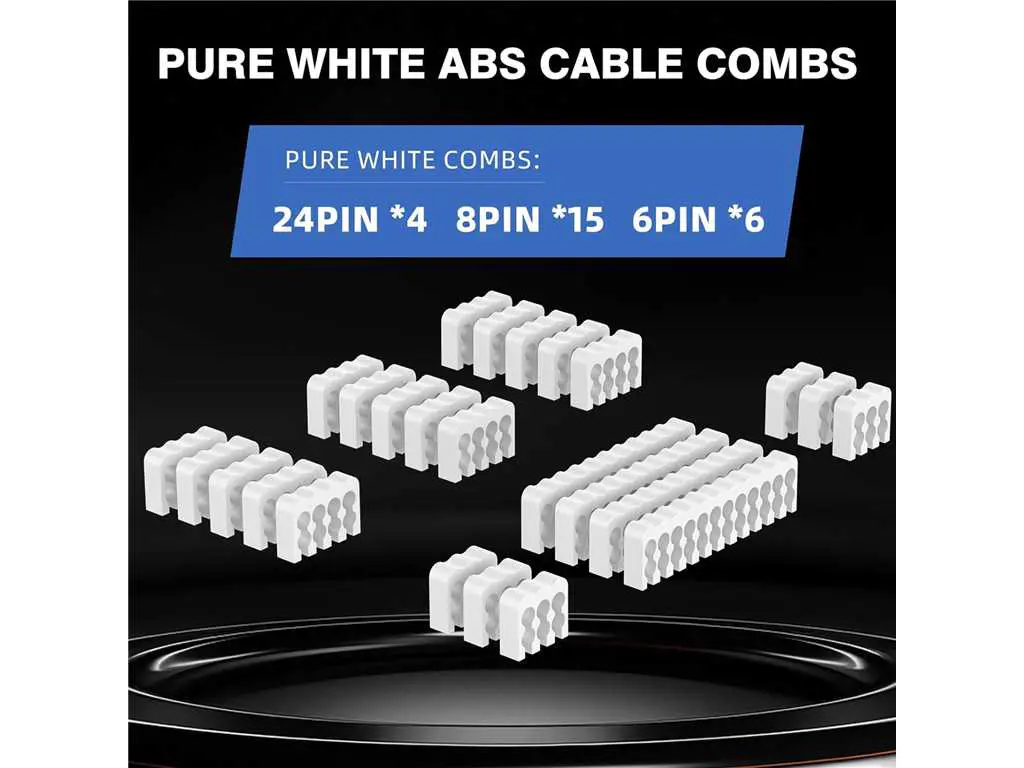 PURE WHITE ABS CABLE COMBS
PURE WHITE COMBS:
24PIN *4 8PIN *15 6PIN *6